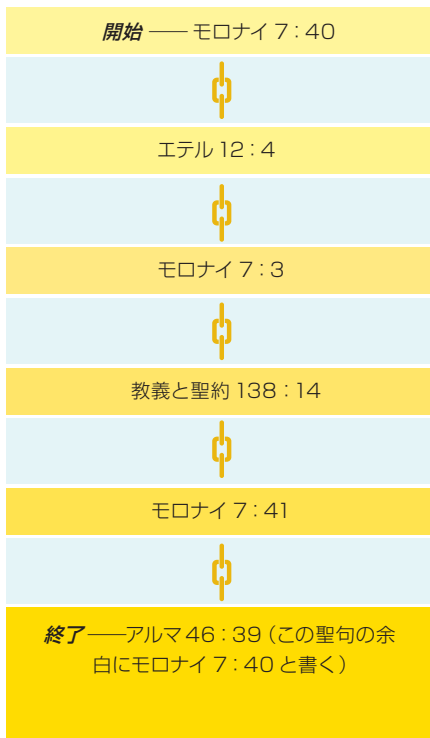 開始 ── モロナイ 7：40
エテル 12：4
モロナイ 7：3
教義と聖約 138：14
モロナイ 7：41
終了 ──アルマ 46：39（この聖句の余
白にモロナイ 7：40 と書く）